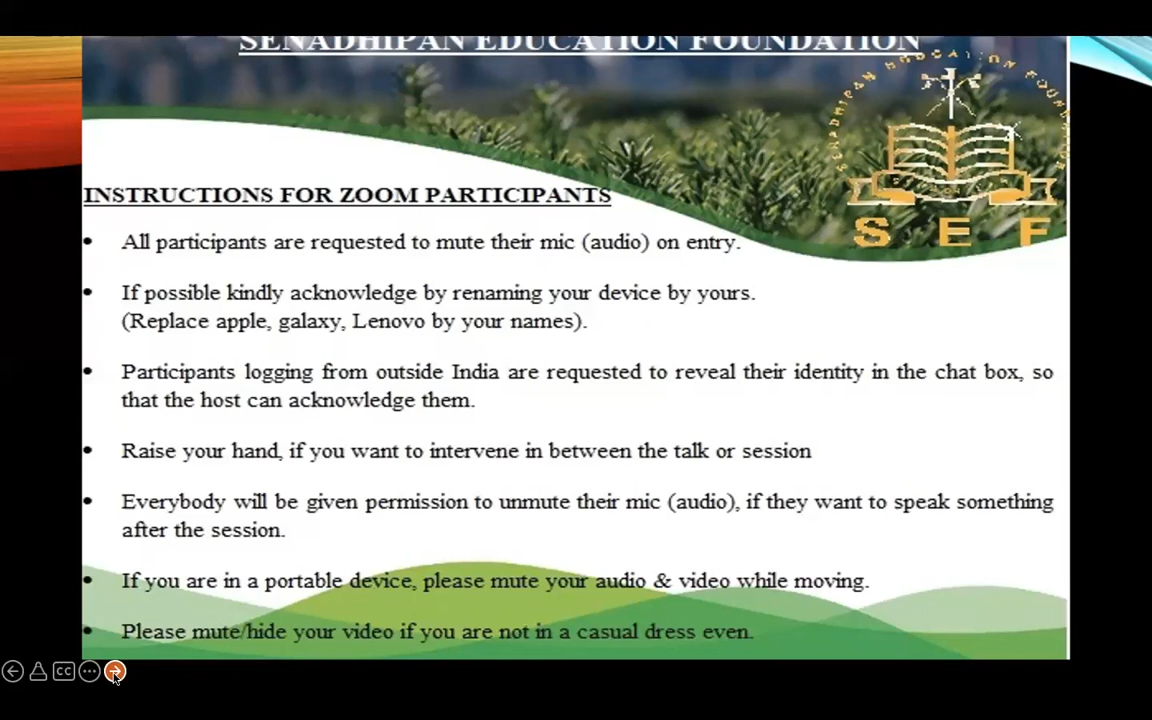 SENADHIPAN EDUCATION FOUNDATION
SENADHIPAN EDUCATION FOUNDATION
S E F
INSTRUCTIONS FOR ZOOM PARTICIPANTS
• All participants are requested to mute their mic (audio) on entry.
• If possible kindly acknowledge by renaming your device by yours.
(Replace apple, galaxy, Lenovo by your names).
• Participants logging from outside India are requested to reveal their identity in the chat box, so
that the host can acknowledge them.
• Raise your hand, if you want to intervene in between the talk or session
• Everybody will be given permission to unmute their mic (audio), if they want to speak something
after the session.
• If you are in a portable device, please mute your audio & video while moving.
• Please mute/hide your video if you are not in a casual dress even.
CC